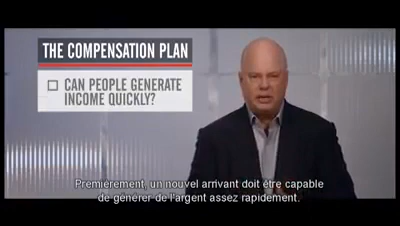 THE COMPENSATION PLAN
CAN PEOPLE GENERATE
INCOME QUICKLY?
Premièrement, un nouvel arrivant doit être capable
de générer de l'argent assez rapidement.